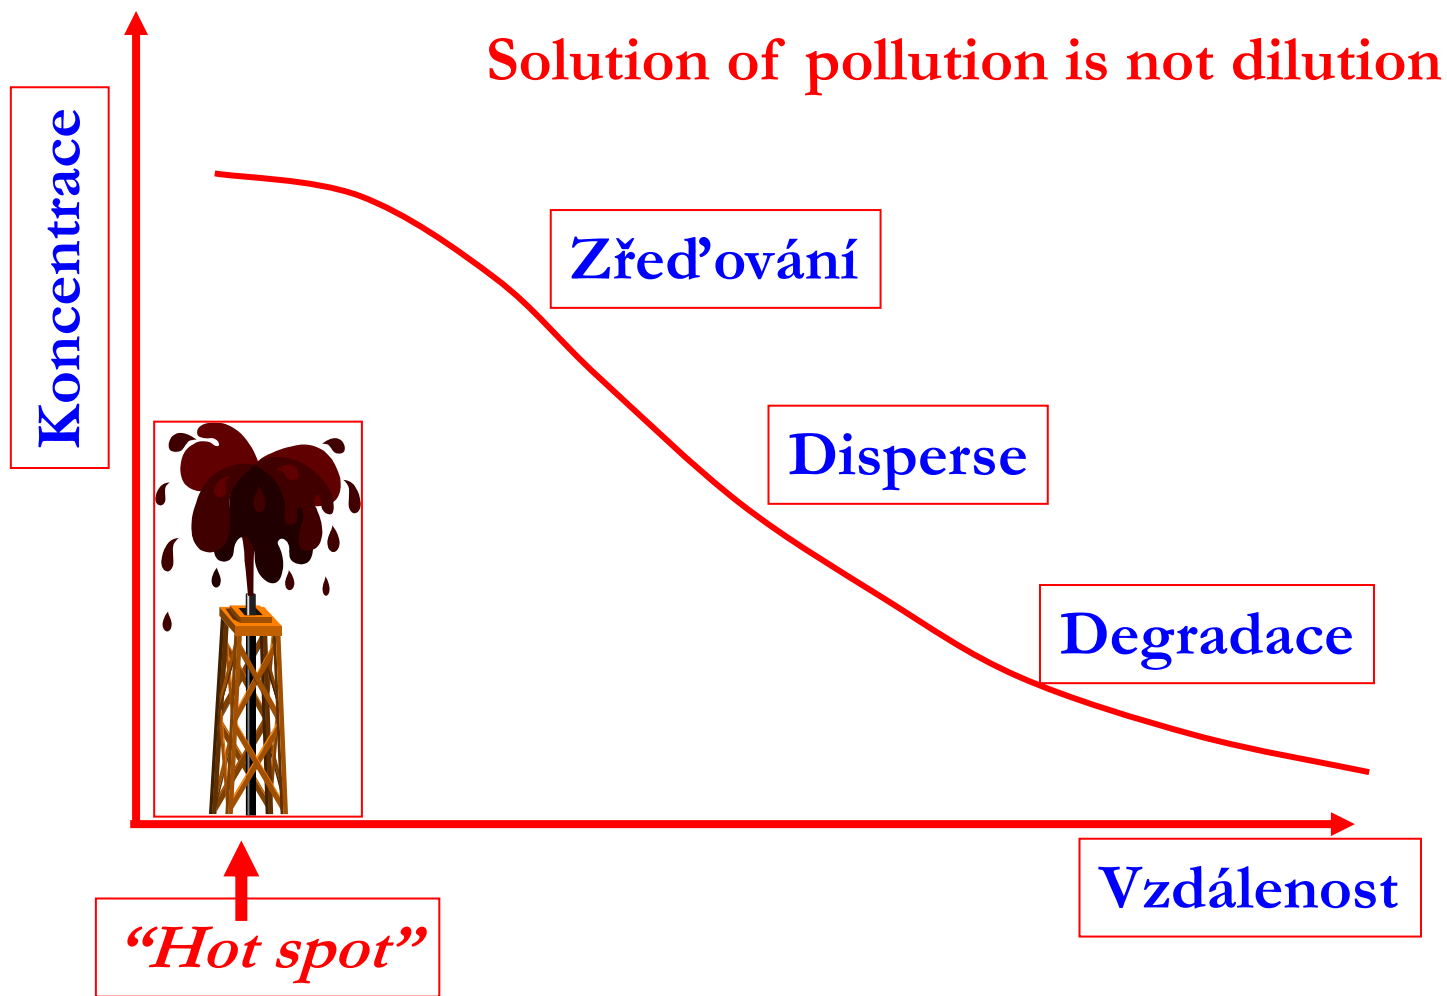 Solution of pollution is not dilution
Koncentrace
Zřeďování
Disperse
Degradace
Vzdálenost
“Hot spot”